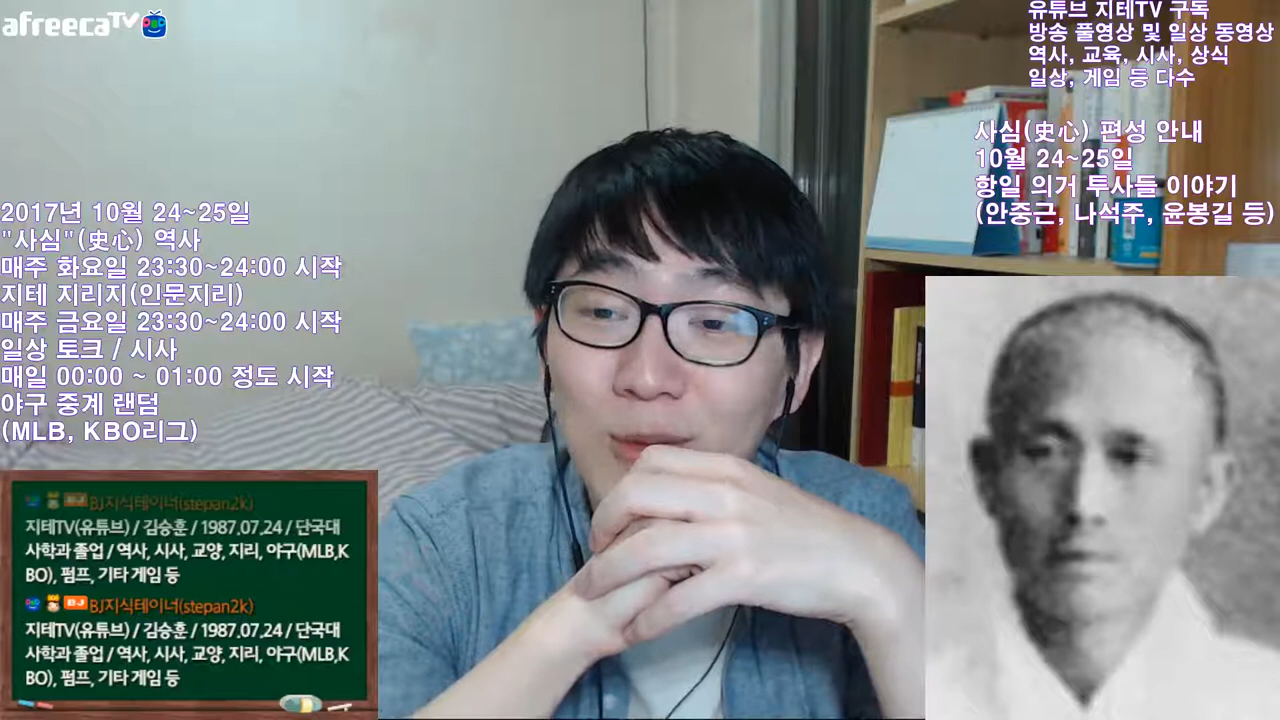 afreecaTV
유튜브 지테TV 구독
방송 풀영상 및 일상 동영상
역사, 교육, 시사, 상식
일상, 게임 등 다수
사심(史心) 편성 안내
10월 24~25일
항일 의거 투사들 이야기
(안중근, 나석주, 윤봉길 등)
2017년 10월 24~25일
"사심"(史心) 역사
매주 화요일 23:30~24:00 시작
지테 지리지(인문지리)
매주 금요일 23:30~24:00 시작
일상 토크 / 시사
매일 00:00 ~ 01:00 정도 시작
야구 중계 랜덤
(MLB, KBO리그)
BJ BJ지식테이너(stepan2k)
지테TV(유튜브) / 김승훈 / 1987.07.24 / 단국대
사학과 졸업 / 역사, 시사, 교양, 지리, 야구(MLB,K
BO), 펌프, 기타 게임 등
BJ BJ지식테이너(stepan2k)
지테TV(유튜브) / 김승훈 / 1987.07.24 / 단국대
사학과 졸업 / 역사, 시사, 교양, 지리, 야구(MLB,K
BO), 펌프, 기타 게임 등